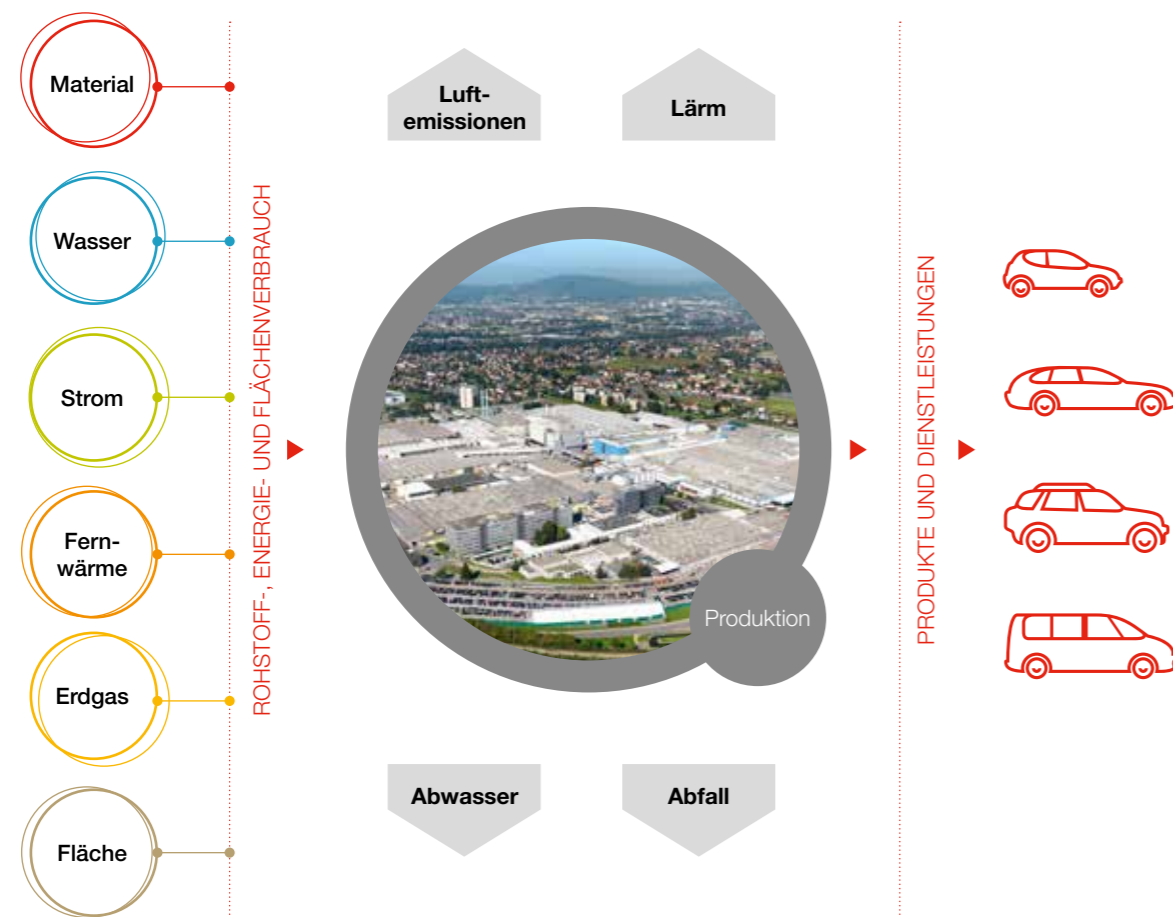 Material
Wasser
Strom
Fern-
wärme
Erdgas
Fläche
ROHSTOFF-, ENERGIE- UND FLÄCHENVERBRAUCH
Luft-
emissionen
Lärm
Produktion
Abwasser
Abfall
PRODUKTE UND DIENSTLEISTUNGEN